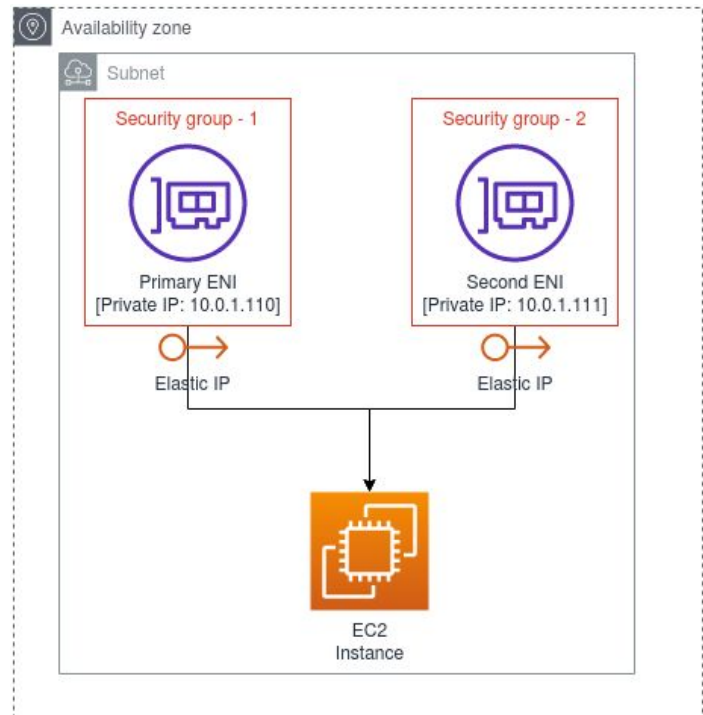 Availability zone
Subnet
Security group - 1
Security group - 2
Primary ENI
[Private IP: 10.0.1.110]
Second ENI
[Private IP: 10.0.1.111]
Elastic IP
Elastic IP
EC2
Instance